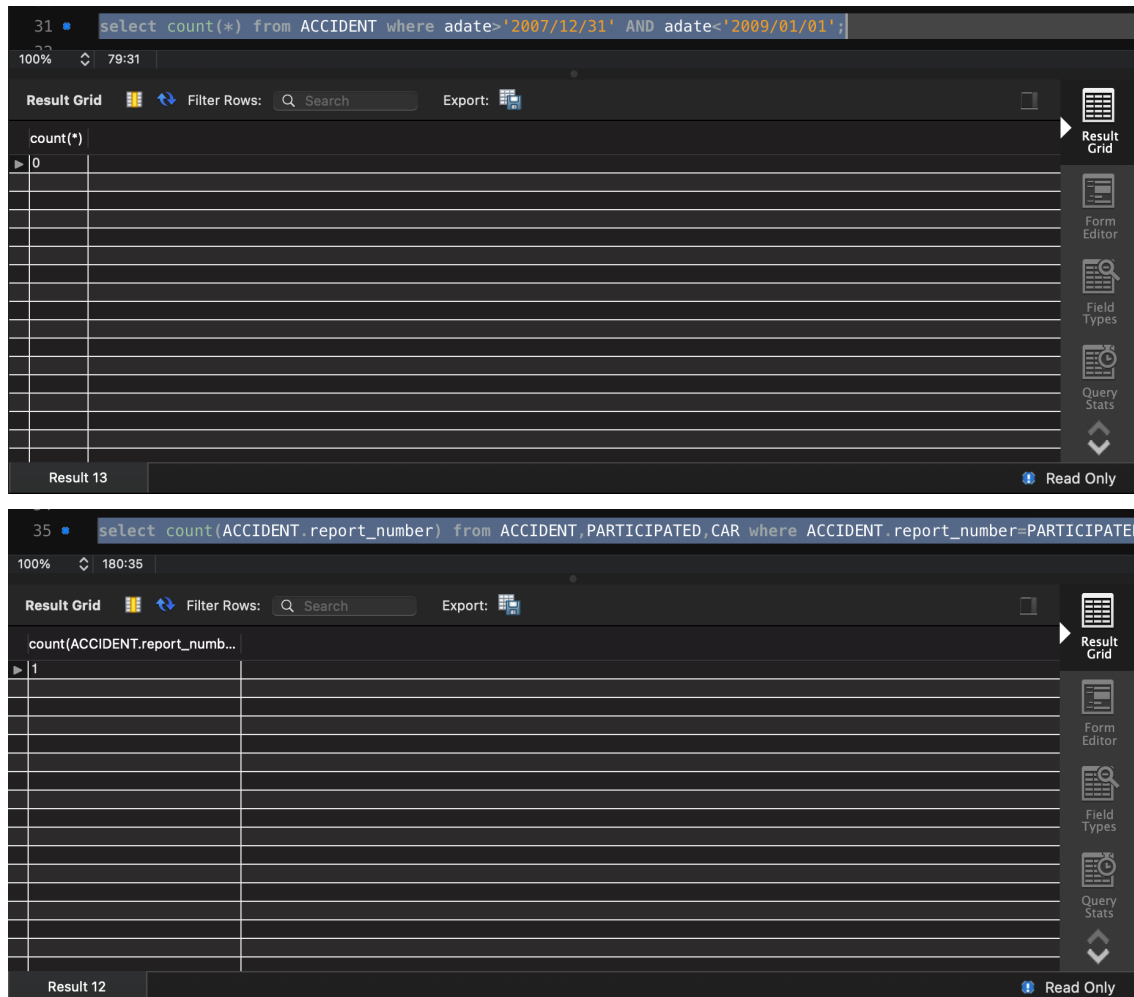 31 select count(*) from ACCIDENT where adate>'2007/12/31' AND adate<'2009/01/01';
100% 79:31
Result Grid Filter Rows: Search Export:
count(*)
0
Result
Grid
Form
Editor
Field
Types
Query
Stats
Result 13 Read Only
35 select count(ACCIDENT.report_number) from ACCIDENT,PARTICIPATED,CAR where ACCIDENT.report_number=PARTICIPATE
100% 180:35
Result Grid Filter Rows: Search Export:
count(ACCIDENT.report_numb...
1
Result
Grid
Form
Editor
Field
Types
Query
Stats
Result 12 Read Only